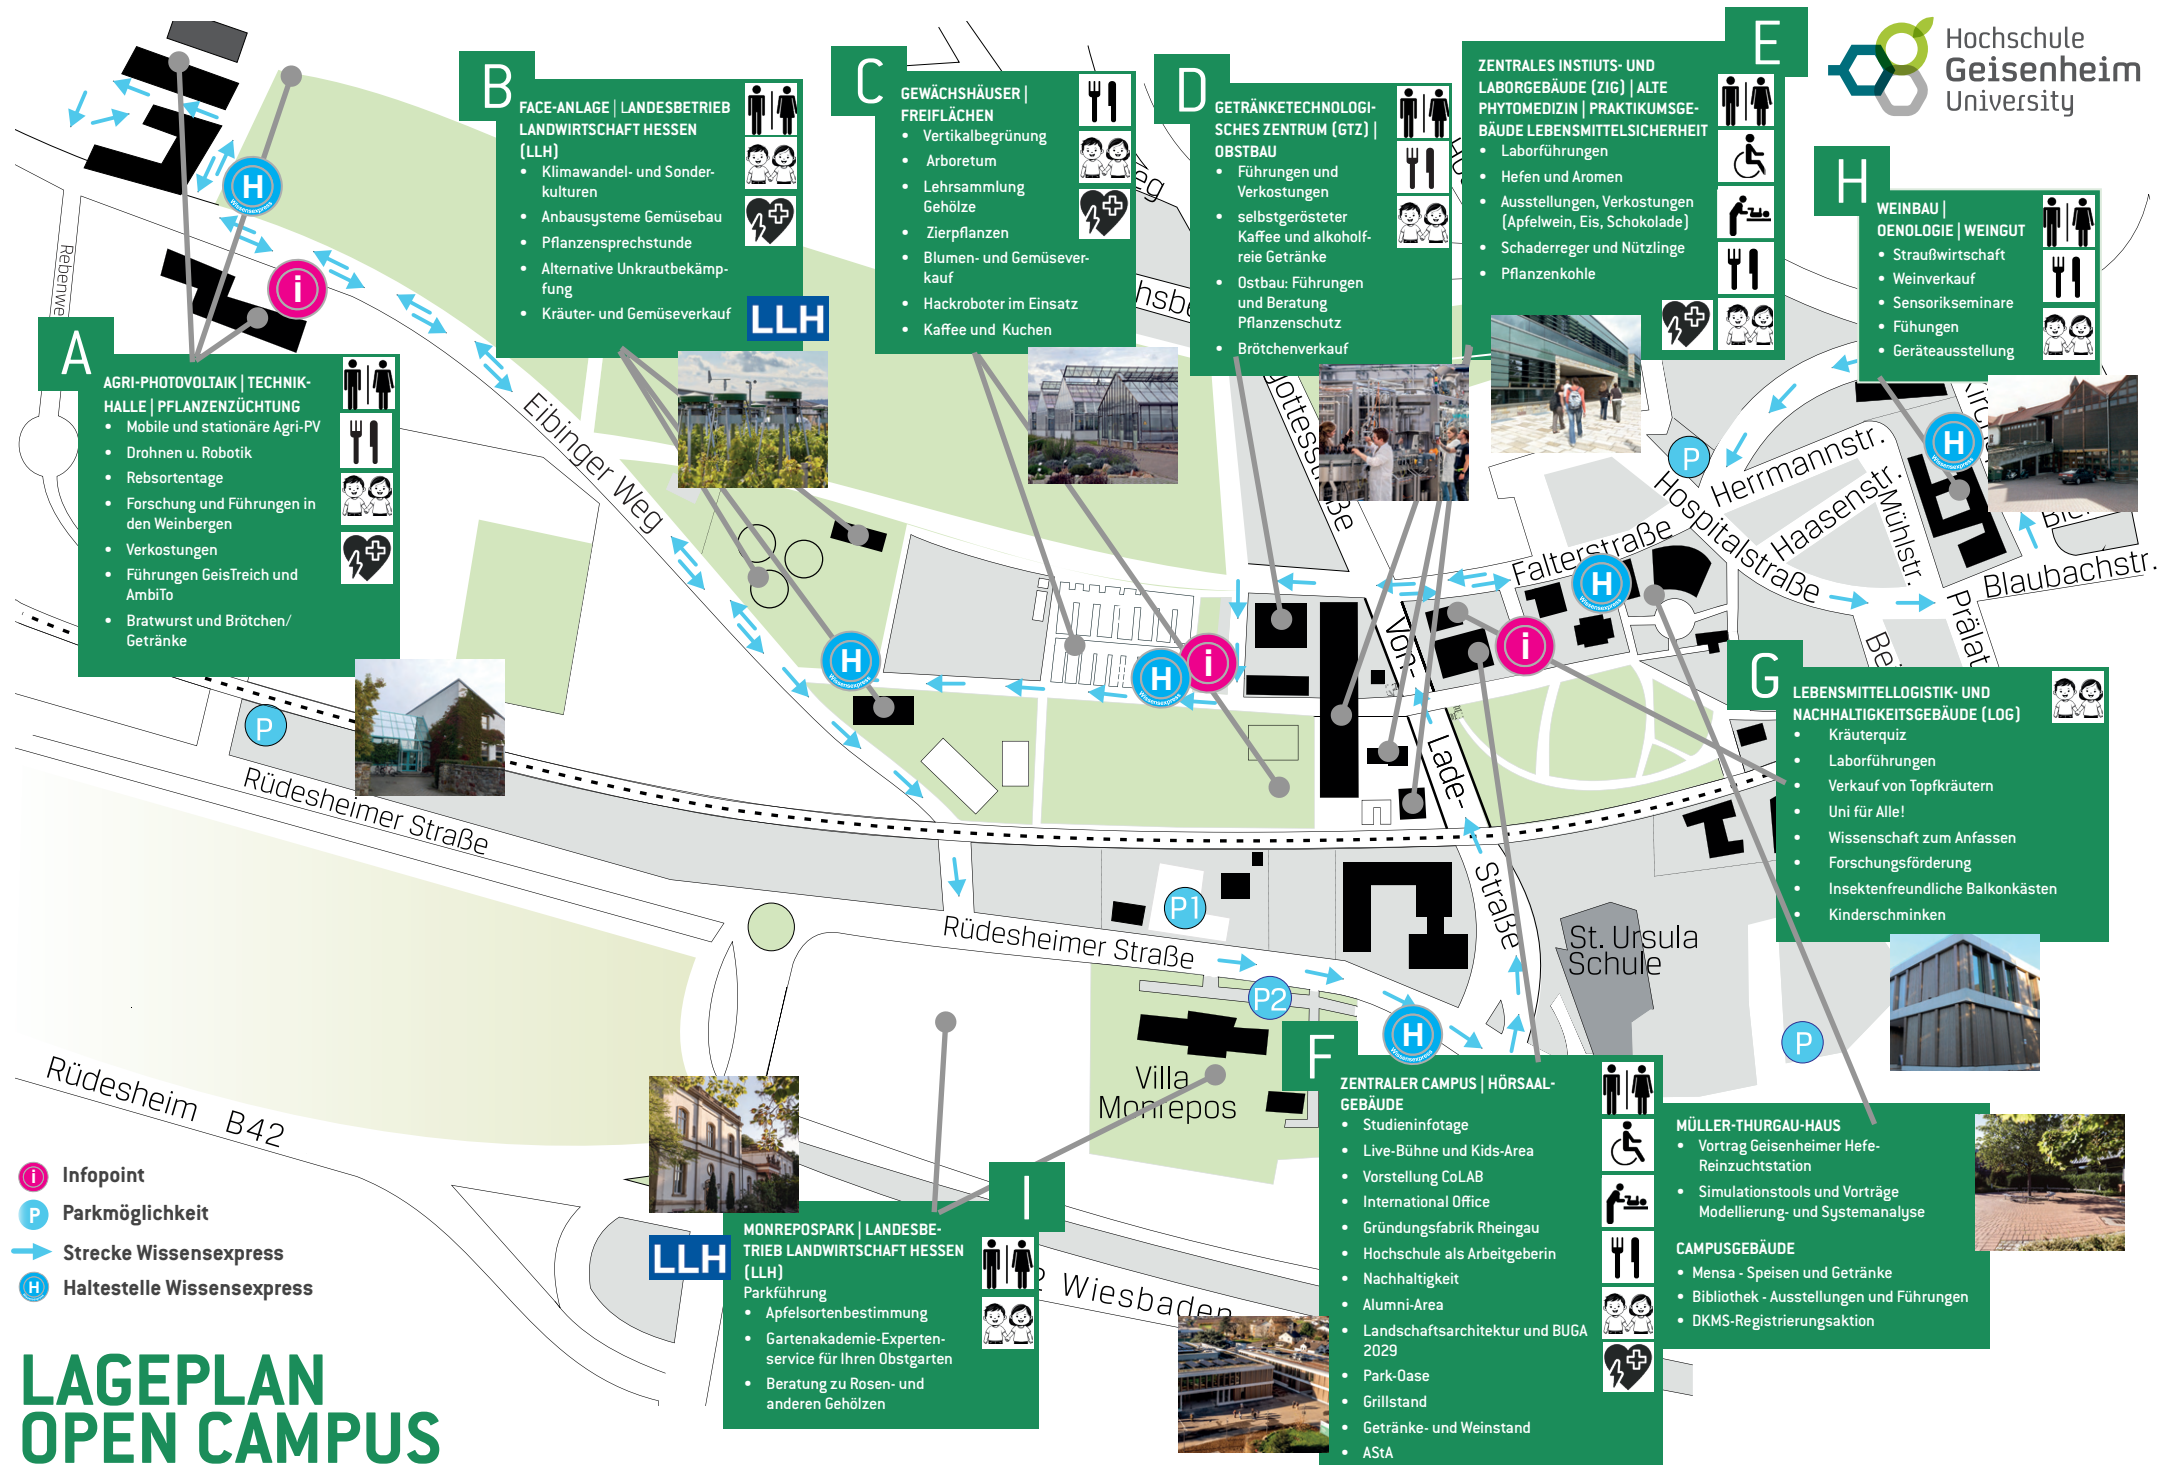 Hochschule
Geisenheim
University
A
AGRI-PHOTOVOLTAIK | TECHNIK-
HALLE | PFLANZENZÜCHTUNG
• Mobile und stationäre Agri-PV
• Drohnen u. Robotik
• Rebsortentage
• Forschung und Führungen in
den Weinbergen
• Verkostungen
• Führungen GeisTreich und
AmbiTo
• Bratwurst und Brötchen/
Getränke
B
FACE-ANLAGE | LANDESBETRIEB
LANDWIRTSCHAFT HESSEN
(LLH)
• Klimawandel- und Sonder-
kulturen
• Anbausysteme Gemüsebau
• Pflanzensprechstunde
• Alternative Unkrautbekämp-
fung
• Kräuter- und Gemüseverkauf
LLH
C
GEWÄCHSHÄUSER |
FREIFLÄCHEN
• Vertikalbegrünung
• Arboretum
• Lehrsammlung
Gehölze
• Zierpflanzen
• Blumen- und Gemüsever-
kauf
• Hackroboter im Einsatz
• Kaffee und Kuchen
D
GETRÄNKETECHNOLOGI-
SCHES ZENTRUM (GTZ) |
OBSTBAU
• Führungen und
Verkostungen
• selbstgerösteter
Kaffee und alkoholf-
reie Getränke
• Ostbau: Führungen
und Beratung
Pflanzenschutz
• Brötchenverkauf
E
ZENTRALES INSTIUTS- UND
LABORGEBÄUDE (ZIG) | ALTE
PHYTOMEDIZIN | PRAKTIKUMSGE-
BÄUDE LEBENSMITTELSICHERHEIT
• Laborführungen
• Hefen und Aromen
• Ausstellungen, Verkostungen
(Apfelwein, Eis, Schokolade)
• Schaderreger und Nützlinge
• Pflanzenkohle
H
WEINBAU |
OENOLOGIE | WEINGUT
• Straußwirtschaft
• Weinverkauf
• Sensorikseminare
• Fühungen
• Geräteausstellung
G
LEBENSMITTELLOGISTIK- UND
NACHHALTIGKEITSGEBÄUDE (LOG)
• Kräuterquiz
• Laborführungen
• Verkauf von Topfkräutern
• Uni für Alle!
• Wissenschaft zum Anfassen
• Forschungsförderung
• Insektenfreundliche Balkonkästen
• Kinderschminken
F
ZENTRALER CAMPUS | HÖRSAAL-
GEBÄUDE
• Studieninfotage
• Live-Bühne und Kids-Area
• Vorstellung CoLAB
• International Office
• Gründungsfabrik Rheingau
• Hochschule als Arbeitgeberin
• Nachhaltigkeit
• Alumni-Area
• Landschaftsarchitektur und BUGA
2029
• Park-Oase
• Grillstand
• Getränke- und Weinstand
• AStA
MÜLLER-THURGAU-HAUS
• Vortrag Geisenheimer Hefe-
Reinzuchtstation
• Simulationstools und Vorträge
Modellierung- und Systemanalyse
CAMPUSGEBÄUDE
• Mensa - Speisen und Getränke
• Bibliothek - Ausstellungen und Führungen
• DKMS-Registrierungsaktion
I
MONREPOSPARK | LANDESBE-
TRIEB LANDWIRTSCHAFT HESSEN
(LLH)
Parkführung
• Apfelsortenbestimmung
• Gartenakademie-Experten-
service für Ihren Obstgarten
• Beratung zu Rosen- und
anderen Gehölzen
LLH
Rebenwe
Eibinger Weg
Rüdesheimer Straße
Rüdesheimer Straße
Rüdesheim B42
Wiesbaden
Villa
Monrepos
St. Ursula
Schule
Von-
Lade-
Straße
Falterstraße
Hospitalstraße
Herrmannstr.
Haasenstr.
Mühlstr.
Blaubachstr.
Prälat
Bei
H
Wissensexpress
H
Wissensexpress
H
Wissensexpress
H
Wissensexpress
H
Wissensexpress
H
Wissensexpress
i
i
i
P
P
P
P1
P2
i Infopoint
P Parkmöglichkeit
Strecke Wissensexpress
H Haltestelle Wissensexpress
LAGEPLAN
OPEN CAMPUS